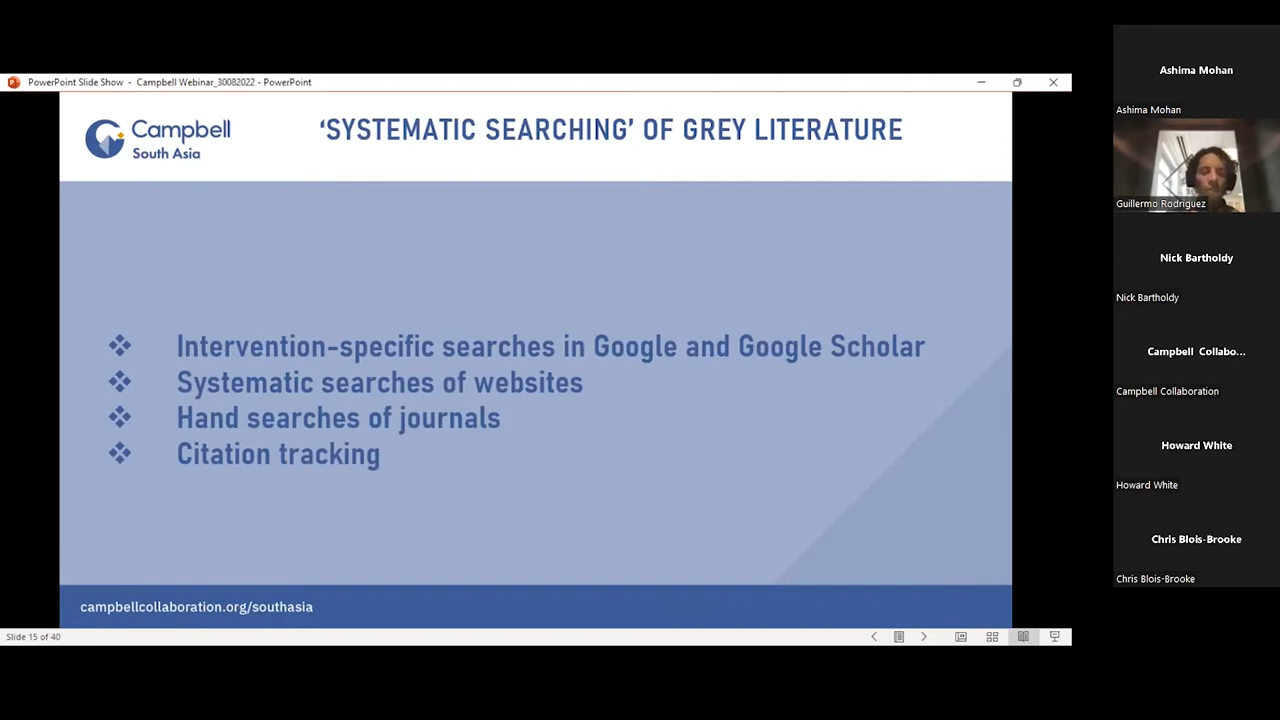 PowerPoint Slide Show - Campbell Webinar_30082022 - PowerPoint
Campbell
South Asia
‘SYSTEMATIC SEARCHING’ OF GREY LITERATURE
❖ Intervention-specific searches in Google and Google Scholar
❖ Systematic searches of websites
❖ Hand searches of journals
❖ Citation tracking
campbellcollaboration.org/southasia
Slide 15 of 40
Ashima Mohan
Ashima Mohan
Guillermo Rodriguez
Nick Bartholdy
Nick Bartholdy
Campbell Collabo...
Campbell Collaboration
Howard White
Howard White
Chris Blois-Brooke
Chris Blois-Brooke